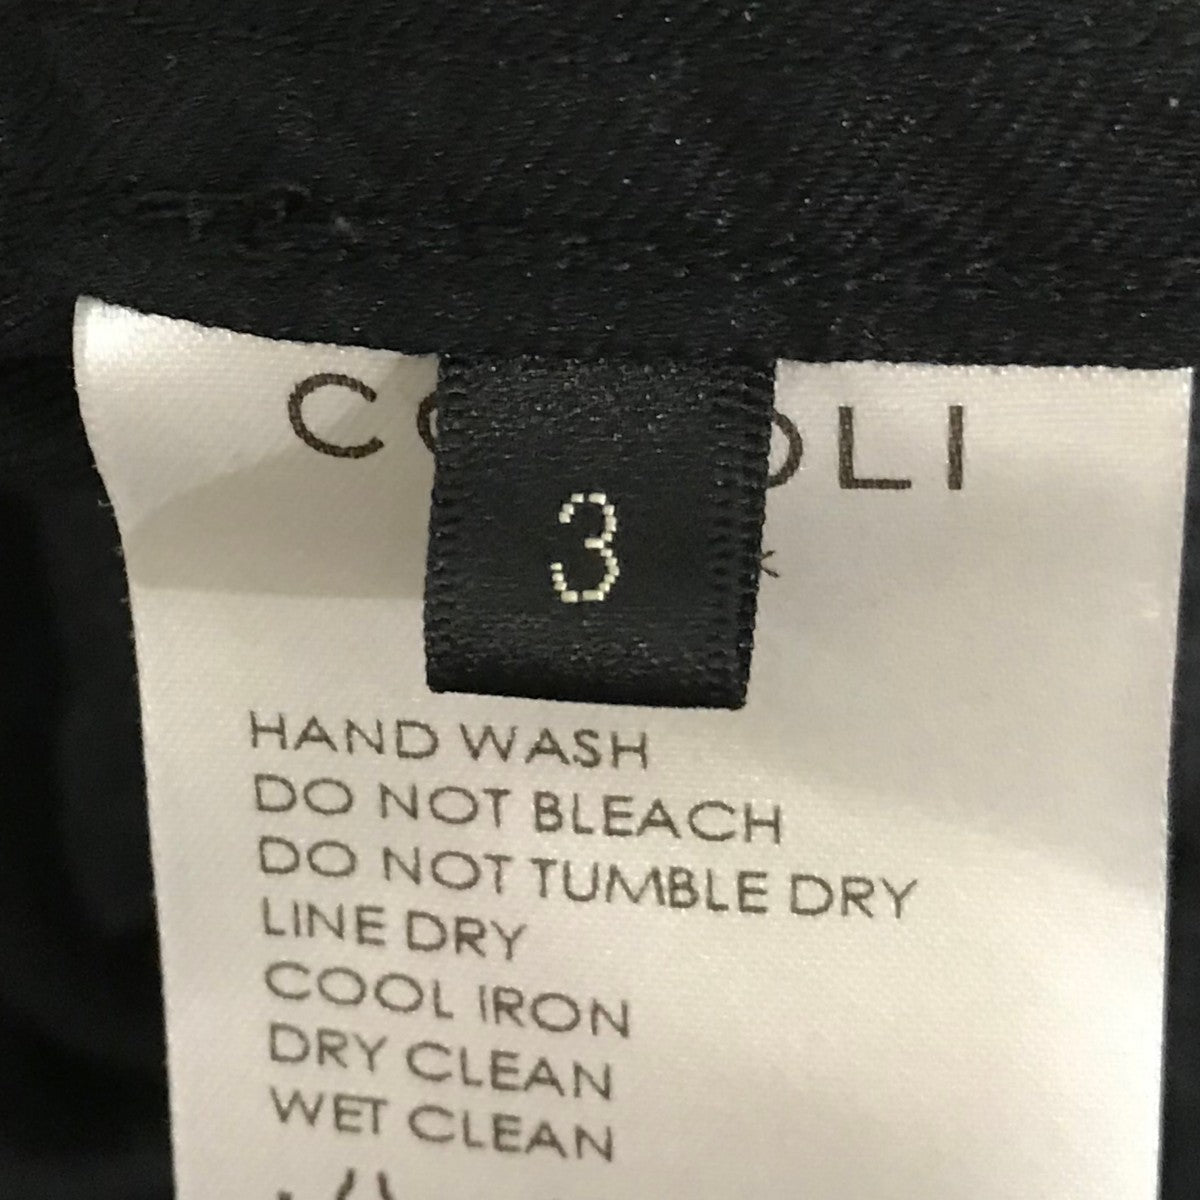 3
HAND WASH
DO NOT BLEACH
DO NOT TUMBLE DRY
LINE DRY
COOL IRON
DRY CLEAN
WET CLEAN